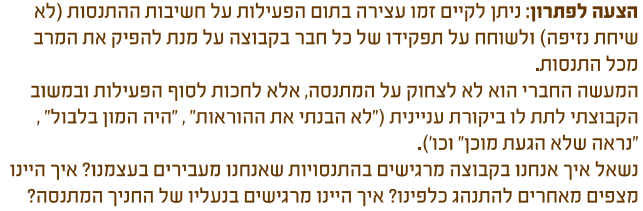 הצעה לפתרון: ניתן לקיים זמו עצירה בתום הפעילות על חשיבות ההתנסות (לא
שיחת נזיפה) ולשוחח על תפקידו של כל חבר בקבוצה על מנת להפיק את המרב
מכל התנסות.
המעשה החברי הוא לא לצחוק על המתנסה, אלא לחכות לסוף הפעילות ובמשוב
הקבוצתי לתת לו ביקורת עניינית ("לא הבנתי את ההוראות" , "היה המון בלבול" ,
"נראה שלא הגעת מוכן" וכו').
נשאל איך אנחנו בקבוצה מרגישים בהתנסויות שאנחנו מעבירים בעצמנו? איך היינו
מצפים מאחרים להתנהג כלפינו? איך היינו מרגישים בנעליו של החניך המתנסה?